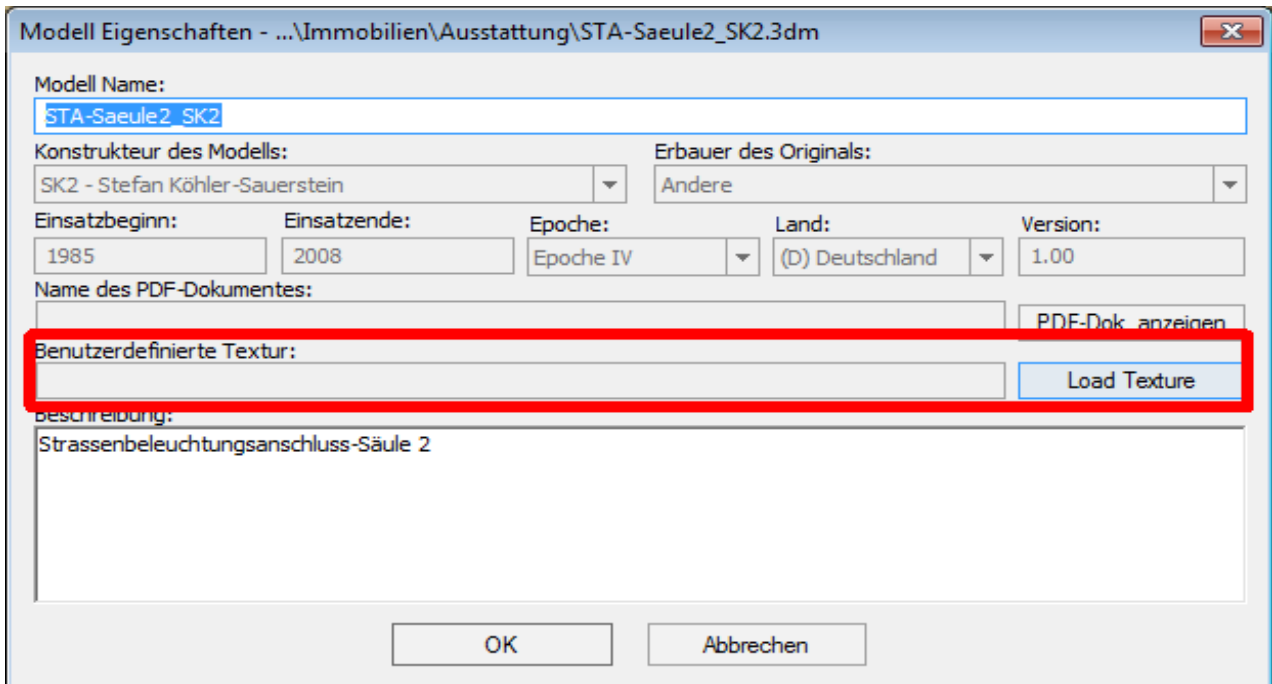 Modell Eigenschaften - ...\Immobilien\Ausstattung\STA-Saeule2_SK2.3dm
Modell Name:
STA-Saeule2_SK2
Konstrukteur des Modells: Erbauer des Originals:
SK2 - Stefan Köhler-Sauerstein Andere
Einsatzbeginn: Einsatzende: Epoche: Land: Version:
1985 2008 Epoche IV (D) Deutschland 1.00
Name des PDF-Dokumentes:
PDF-Dok. anzeigen
Benutzerdefinierte Textur:
Load Texture
Beschreibung:
Strassenbeleuchtungsanschluss-Säule 2
OK Abbrechen